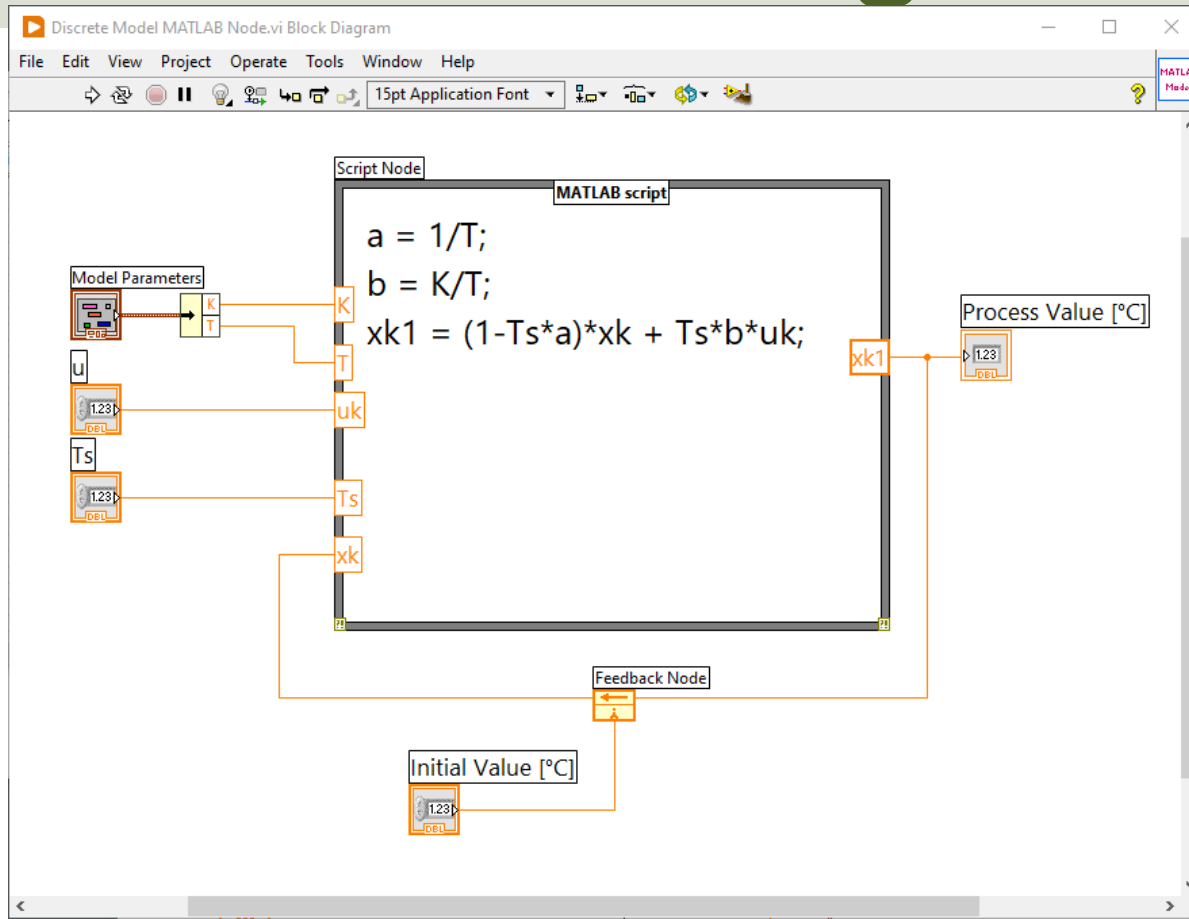 Discrete Model MATLAB Node.vi Block Diagram
File Edit View Project Operate Tools Window Help
15pt Application Font
Script Node
MATLAB script
a = 1/T;
b = K/T;
xk1 = (1-Ts*a)*xk + Ts*b*uk;
Model Parameters
K
T
K
T
u
1.23
DBL
uk
Ts
1.23
DBL
Ts
xk
xk1
Process Value [°C]
1.23
DBL
Feedback Node
Initial Value [°C]
1.23
DBL